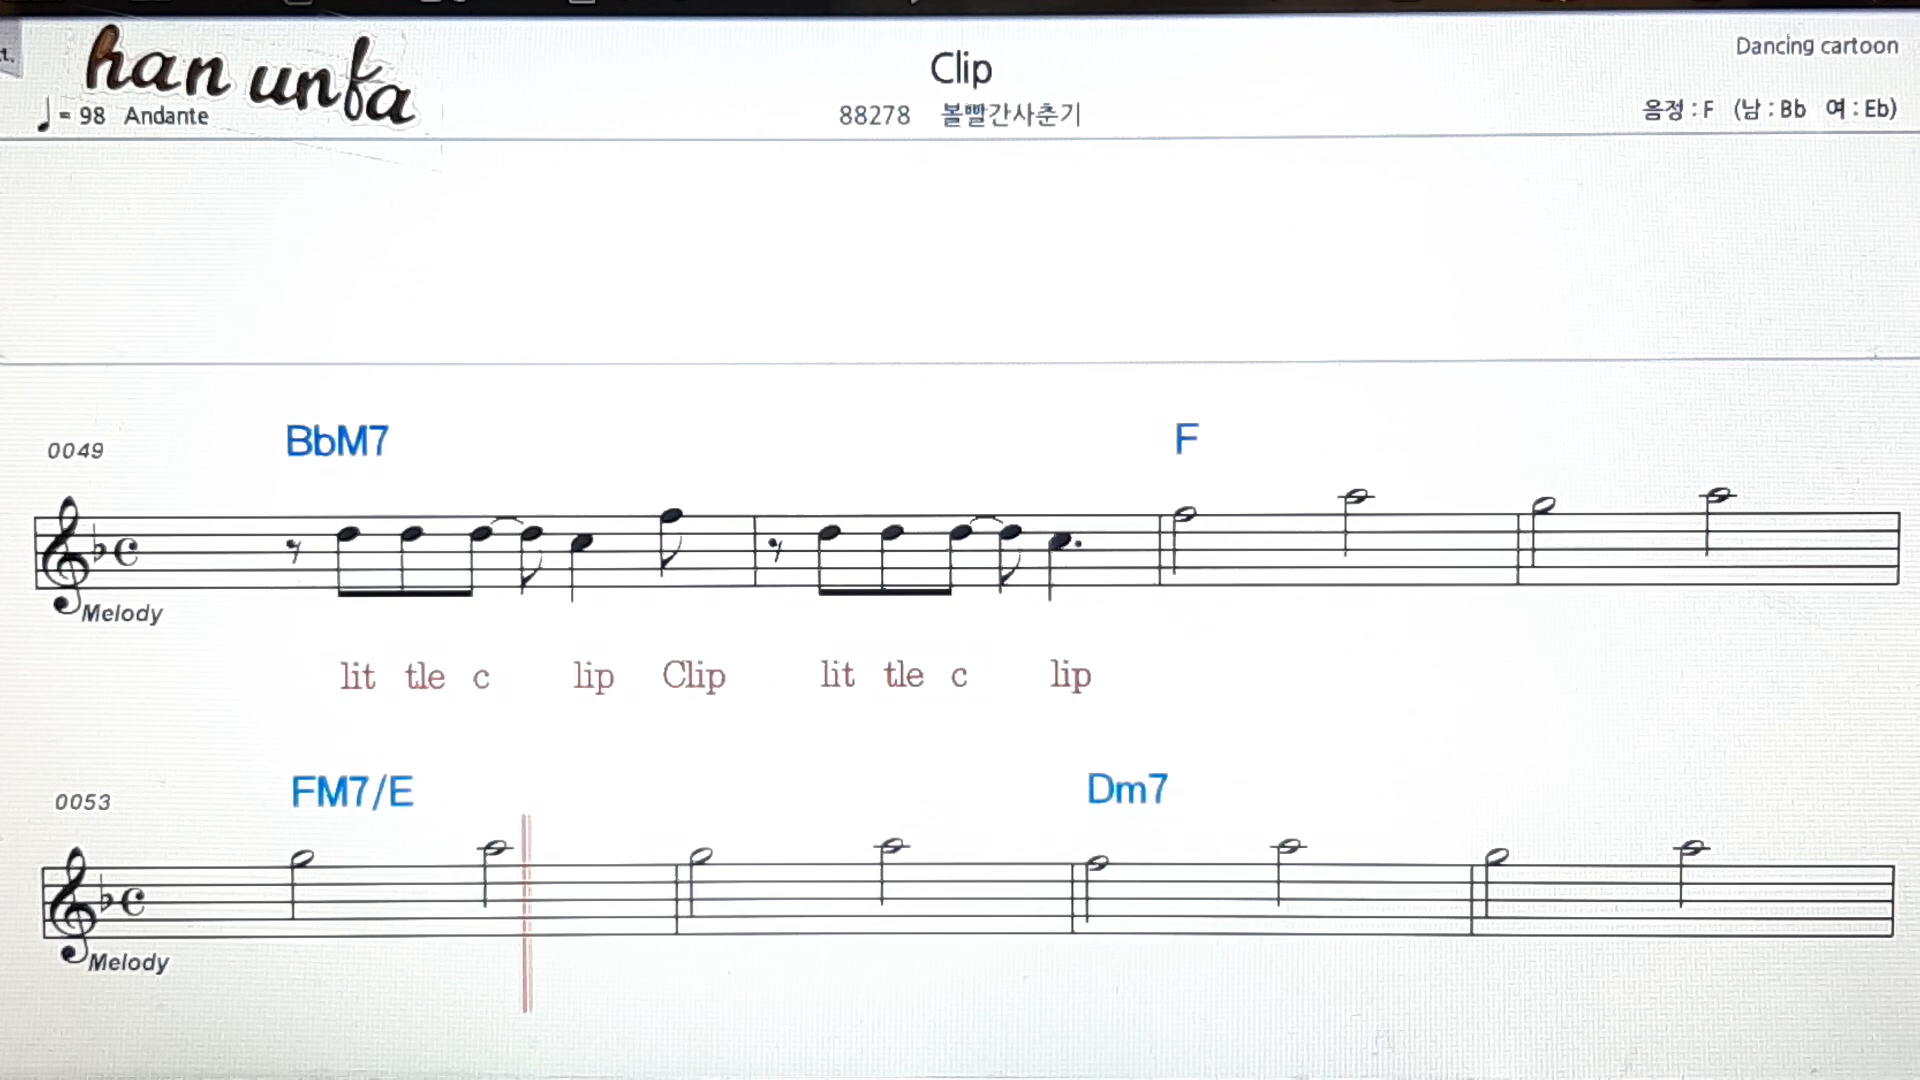 han unfa
Clip
Dancing cartoon
= 98 Andante
88278 볼빨간사춘기
음정 : F (남 : Bb 여 : Eb)
BbM7 F
0049
Melody
lit tle c lip Clip lit tle c lip
FM7/E Dm7
0053
Melody